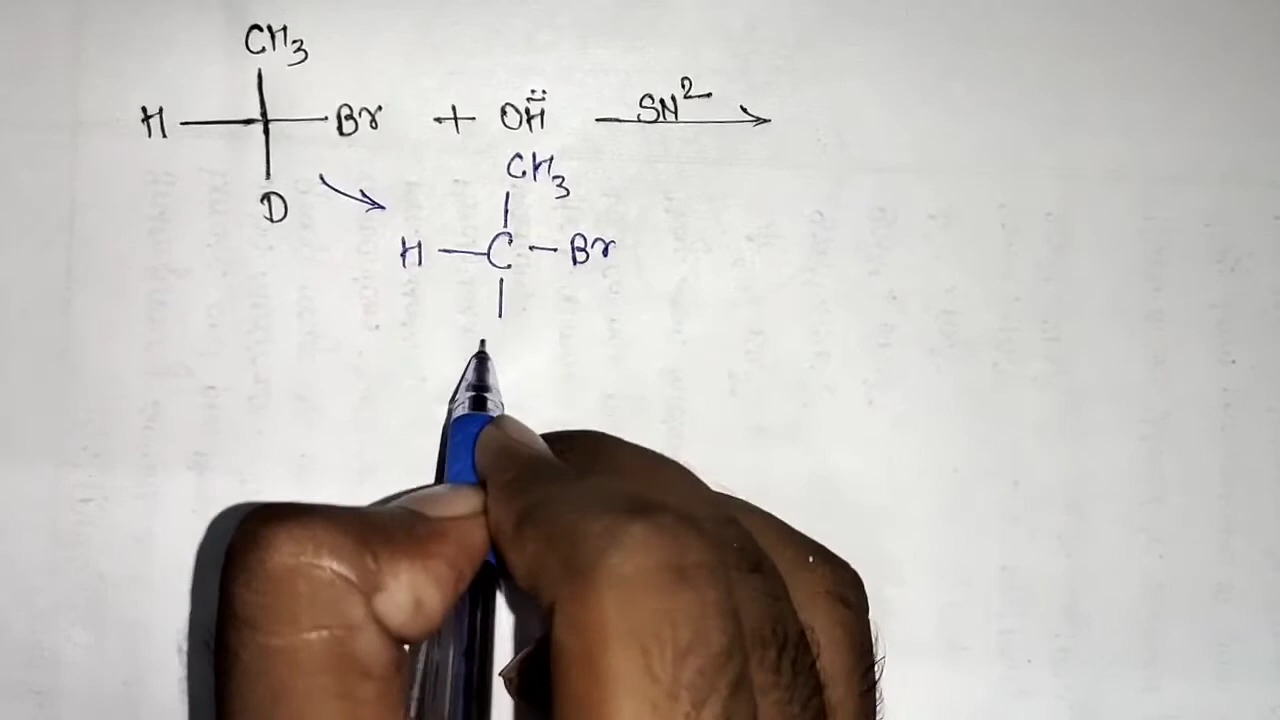 CH3
H Br + OH̄ SN2
D
CH3
H — C — Br